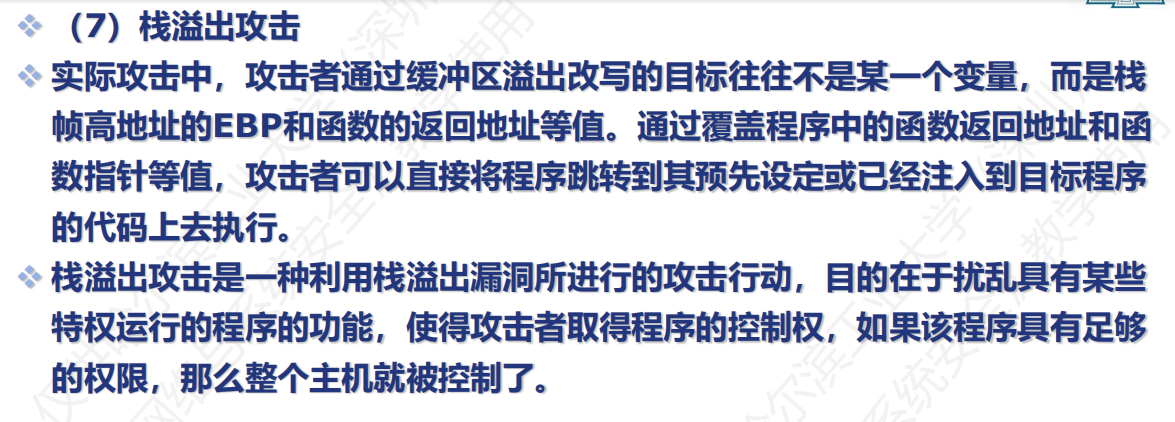 （7）栈溢出攻击
实际攻击中，攻击者通过缓冲区溢出改写的目标往往不是某一个变量，而是栈
帧高地址的EBP和函数的返回地址等值。通过覆盖程序中的函数返回地址和函
数指针等值，攻击者可以直接将程序跳转到其预先设定或已经注入到目标程序
的代码上去执行。
栈溢出攻击是一种利用栈溢出漏洞所进行的攻击行动，目的在于扰乱具有某些
特权运行的程序的功能，使得攻击者取得程序的控制权，如果该程序具有足够
的权限，那么整个主机就被控制了。